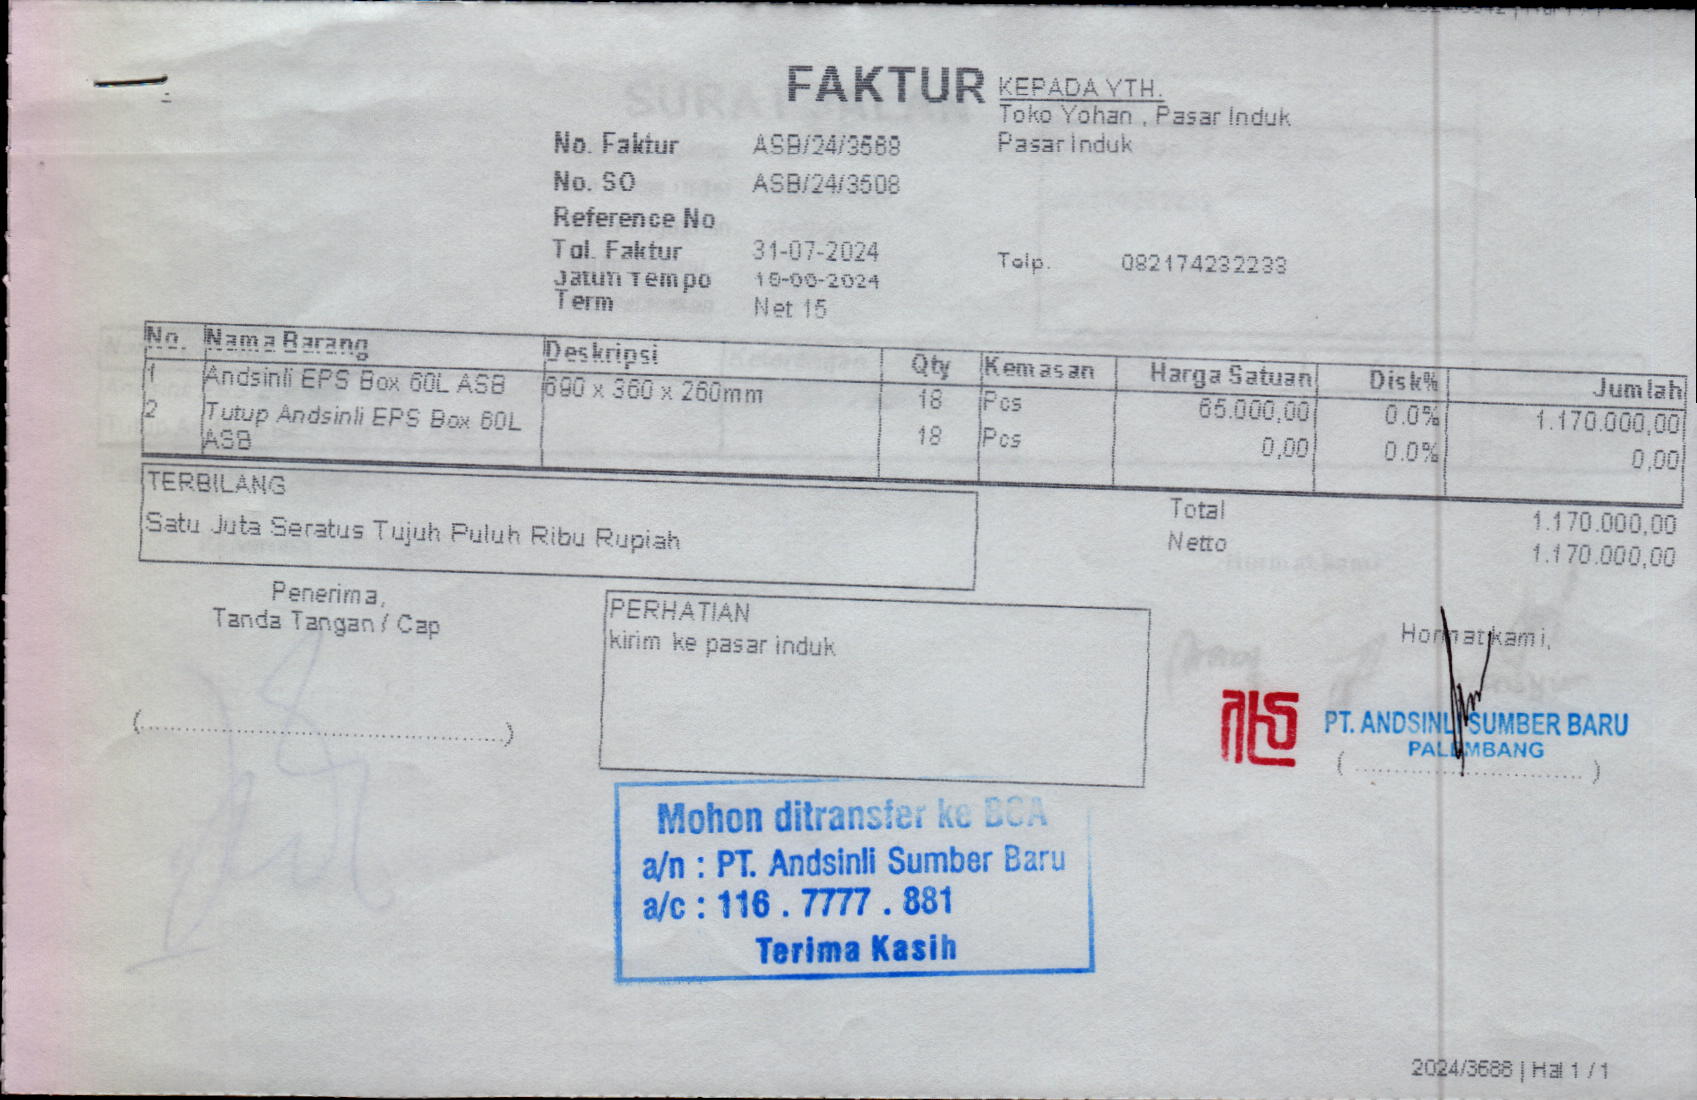 FAKTUR
KEPADA YTH.
Toko Yohan , Pasar Induk
Pasar Induk
No. Faktur ASB/24/3568
No. SO ASB/24/3508
Reference No
Tgl. Faktur 31-07-2024
Telp. 082174232233
Jatuh Tempo
Term Net 15
No. Nama Barang Deskripsi Qty Kemasan Harga Satuan Disk% Jumlah
1 Andsinli EPS Box 60L ASB 690 x 360 x 260mm 18 Pcs 65.000,00 0.0% 1.170.000,00
2 Tutup Andsinli EPS Box 60L ASB 18 Pcs 0,00 0.0% 0,00
TERBILANG
Satu Juta Seratus Tujuh Puluh Ribu Rupiah
Total 1.170.000,00
Netto 1.170.000,00
Penerima,
Tanda Tangan / Cap
(................................................)
PERHATIAN
kirim ke pasar induk
Hormat kami,
PT. ANDSINLI SUMBER BARU
PALEMBANG
( .............................. )
Mohon ditransfer ke BCA
a/n : PT. Andsinli Sumber Baru
a/c : 116 . 7777 . 881
Terima Kasih
2024/3688 | Hal 1 / 1